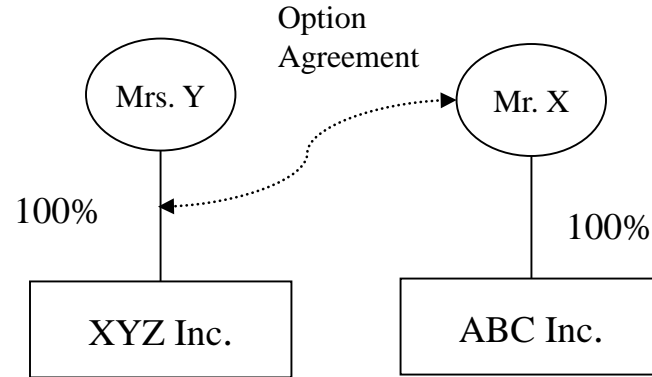 Option
Agreement
Mrs. Y
Mr. X
100%
100%
XYZ Inc.
ABC Inc.